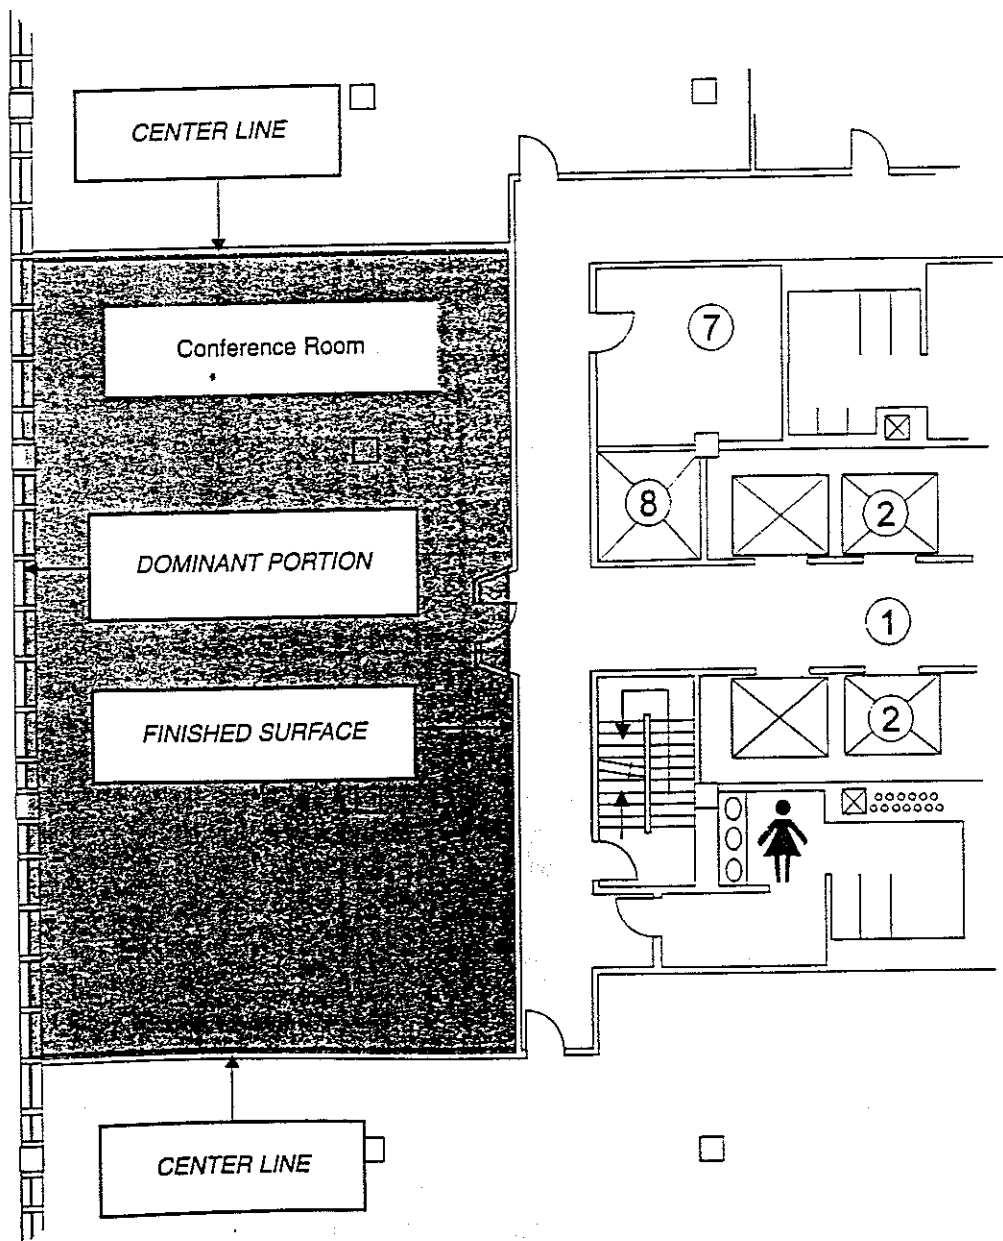 CENTER LINE
Conference Room
7
8
2
DOMINANT PORTION
1
FINISHED SURFACE
2
CENTER LINE